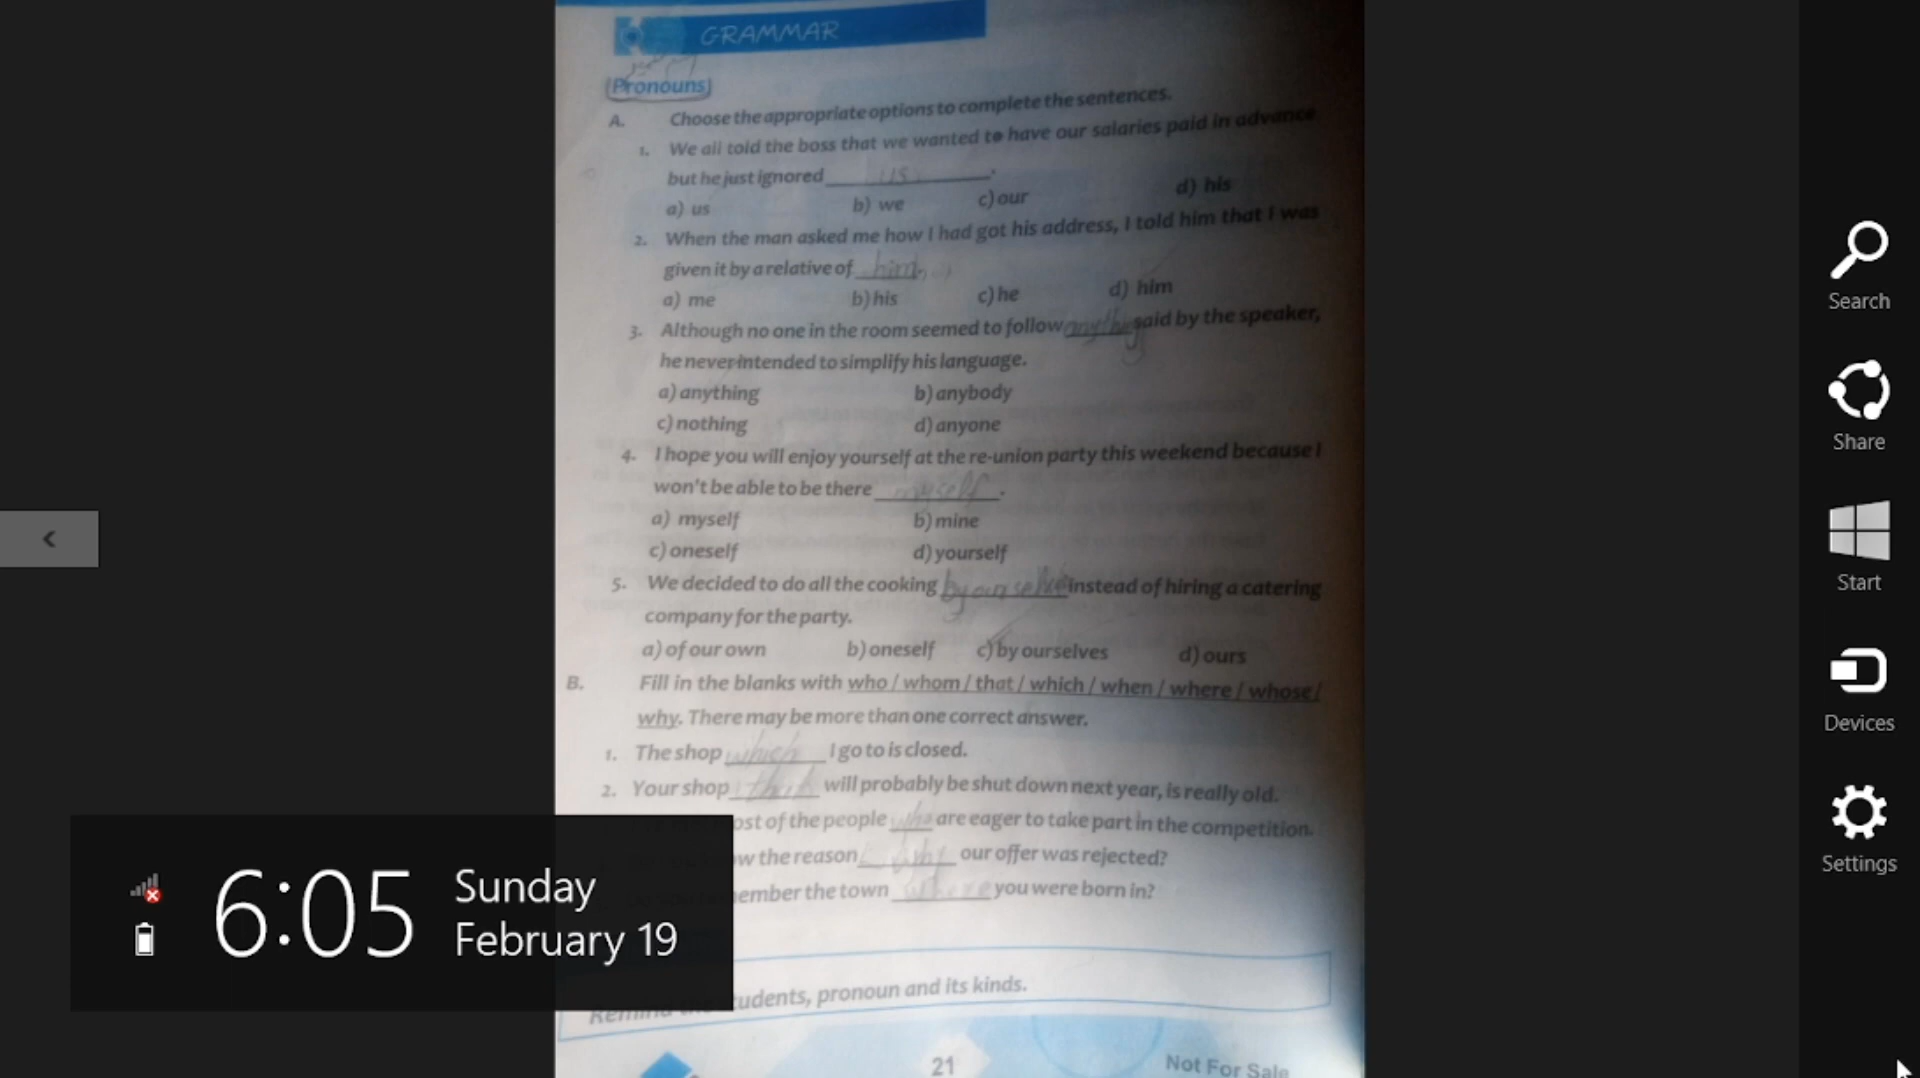 GRAMMAR
Pronouns
A. Choose the appropriate options to complete the sentences.
1. We all told the boss that we wanted to have our salaries paid in advance
but he just ignored us.
a) us b) we c) our d) his
2. When the man asked me how I had got his address, I told him that I was
given it by a relative of him.
a) me b) his c) he d) him
3. Although no one in the room seemed to follow anything said by the speaker,
he never intended to simplify his language.
a) anything b) anybody
c) nothing d) anyone
4. I hope you will enjoy yourself at the re-union party this weekend because I
won't be able to be there myself.
a) myself b) mine
c) oneself d) yourself
5. We decided to do all the cooking by ourselves instead of hiring a catering
company for the party.
a) of our own b) oneself c) by ourselves d) ours
B. Fill in the blanks with who / whom / that / which / when / where / whose /
why. There may be more than one correct answer.
1. The shop which I go to is closed.
2. Your shop that will probably be shut down next year, is really old.
ost of the people who are eager to take part in the competition.
w the reason why our offer was rejected?
ember the town where you were born in?
Remind the students, pronoun and its kinds.
21
Not For Sale
Search
Share
Start
Devices
Settings
6:05
Sunday
February 19